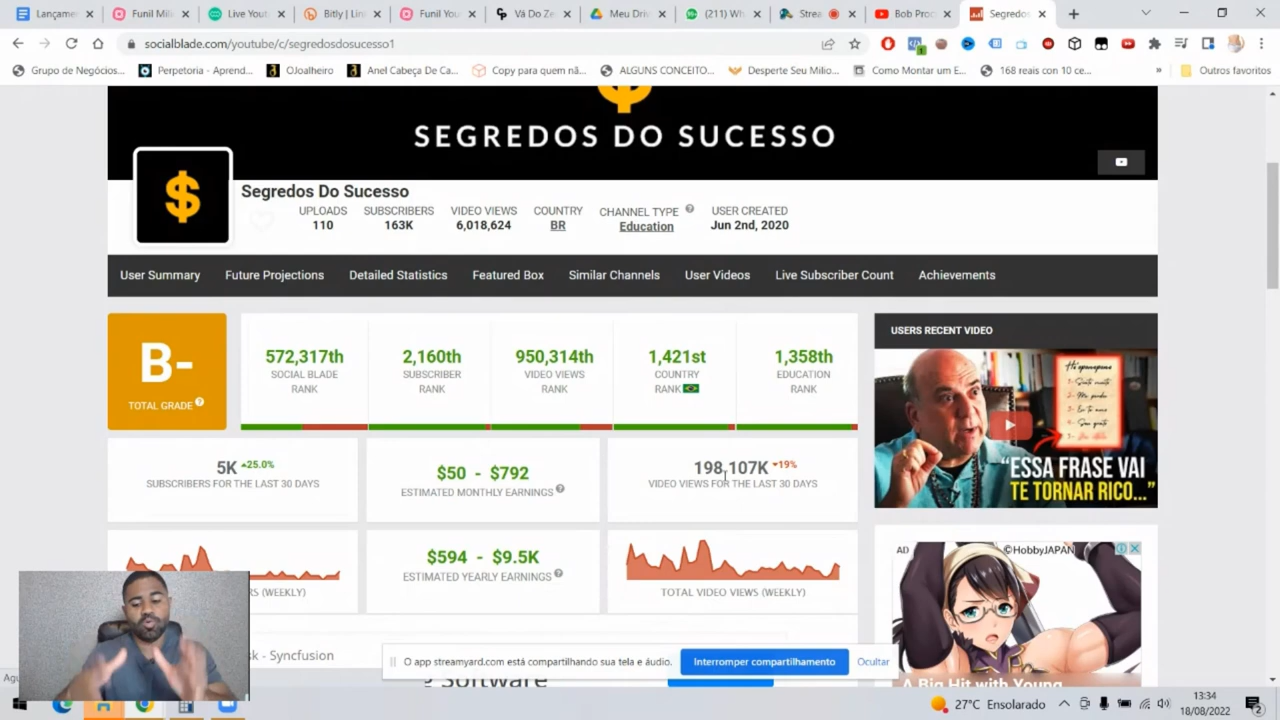 Lançame
Funil Mil
Live Yout
Bitly | Lin
Funil You
Vá Do Ze
Meu Dri
(211) Wh
Strea
Bob Proc
Segredos
socialblade.com/youtube/c/segredosdosucesso1
Grupo de Negócios...
Perpetoria - Aprend...
OJoalheiro
Anel Cabeça De Ca...
Copy para quem nã...
ALGUNS CONCEITO...
Desperte Seu Milio...
Como Montar um E...
168 reais con 10 ce...
»
Outros favoritos
$
SEGREDOS DO SUCESSO
$
Segredos Do Sucesso
UPLOADS SUBSCRIBERS VIDEO VIEWS COUNTRY CHANNEL TYPE USER CREATED
110 163K 6,018,624 BR Education Jun 2nd, 2020
User Summary Future Projections Detailed Statistics Featured Box Similar Channels User Videos Live Subscriber Count Achievements
B-
TOTAL GRADE
572,317th
SOCIAL BLADE
RANK
2,160th
SUBSCRIBER
RANK
950,314th
VIDEO VIEWS
RANK
1,421st
COUNTRY
RANK
1,358th
EDUCATION
RANK
USERS RECENT VIDEO
"ESSA FRASE VAI
TE TORNAR RICO..."
5K 25.0%
SUBSCRIBERS FOR THE LAST 30 DAYS
$50 - $792
ESTIMATED MONTHLY EARNINGS
198,107K 19%
VIDEO VIEWS FOR THE LAST 30 DAYS
RS (WEEKLY)
$594 - $9.5K
ESTIMATED YEARLY EARNINGS
TOTAL VIDEO VIEWS (WEEKLY)
AD
©HobbyJAPAN
A Big Hit with Young
sk - Syncfusion
Software
O app streamyard.com está compartilhando sua tela e áudio.
Interromper compartilhamento
Ocultar
27°C Ensolarado
13:34
18/08/2022
2